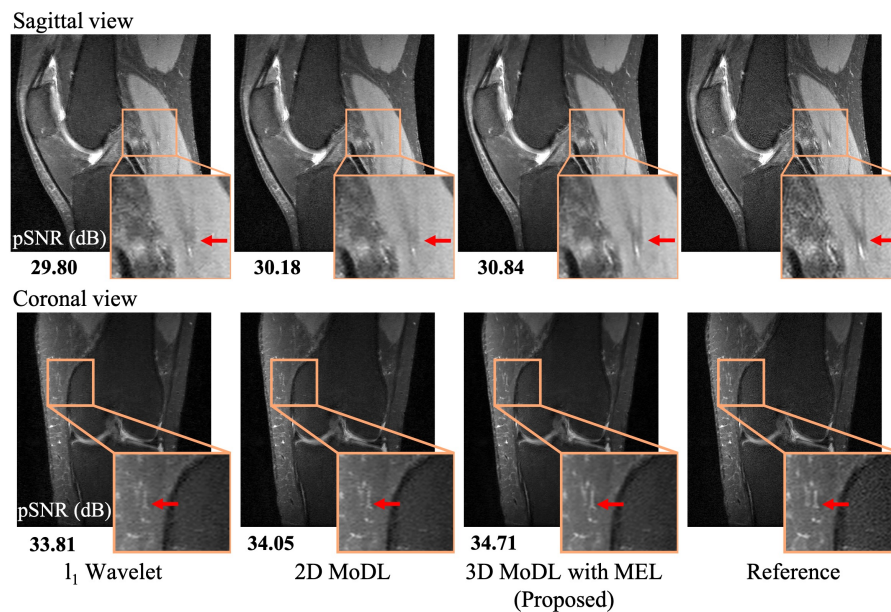 Sagittal view
pSNR (dB)
29.80
30.18
30.84
Coronal view
pSNR (dB)
33.81
34.05
34.71
l₁ Wavelet
2D MoDL
3D MoDL with MEL
(Proposed)
Reference